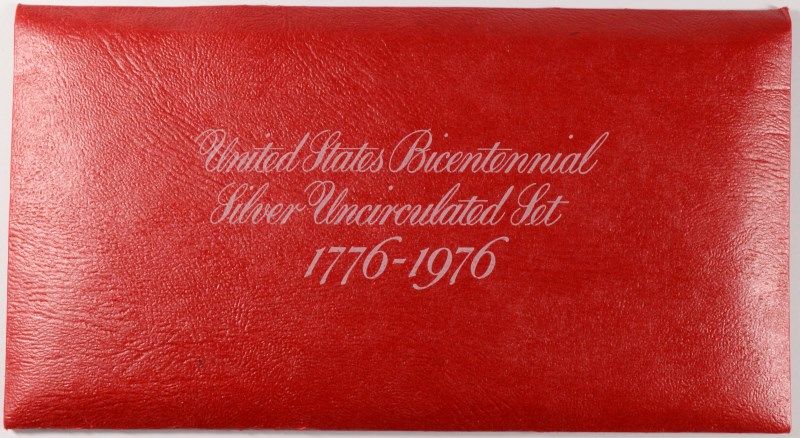 United States Bicentennial
Silver Uncirculated Set
1776-1976